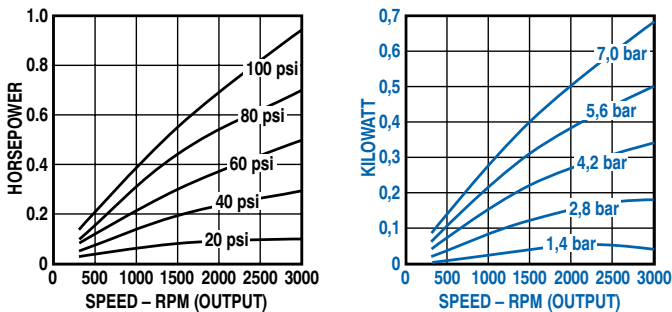 HORSEPOWER
1.0
0.8
0.6
0.4
0.2
0
100 psi
80 psi
60 psi
40 psi
20 psi
0 500 1000 1500 2000 2500 3000
SPEED – RPM (OUTPUT)
KILOWATT
0,7
0,6
0,5
0,4
0,3
0,2
0,1
0
7,0 bar
5,6 bar
4,2 bar
2,8 bar
1,4 bar
0 500 1000 1500 2000 2500 3000
SPEED – RPM (OUTPUT)